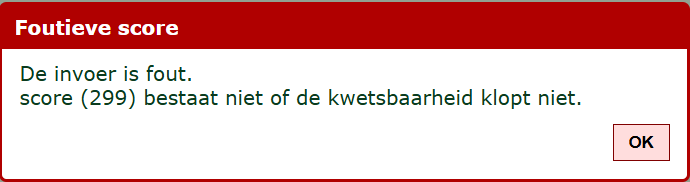 Foutieve score
De invoer is fout.
score (299) bestaat niet of de kwetsbaarheid klopt niet.
OK